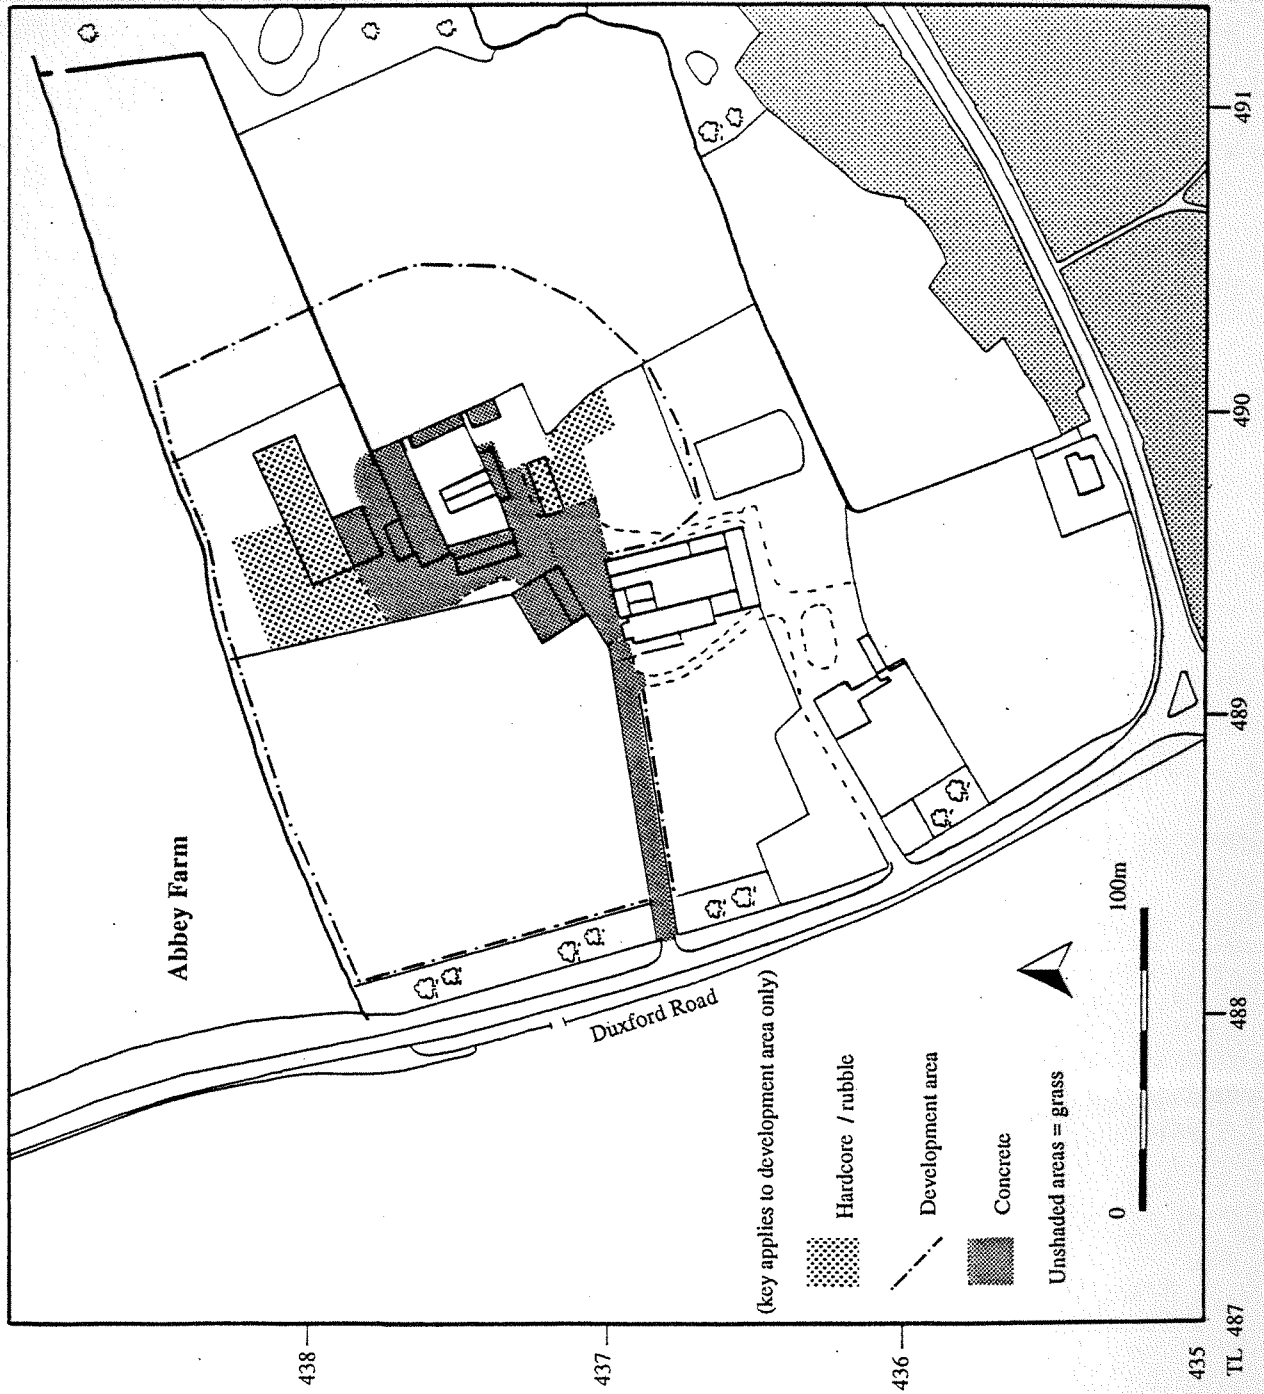 Abbey Farm
Duxford Road
(key applies to development area only)
Hardcore / rubble
Development area
Concrete
Unshaded areas = grass
0 100m
438
437
436
435
TL 487
488
489
490
491